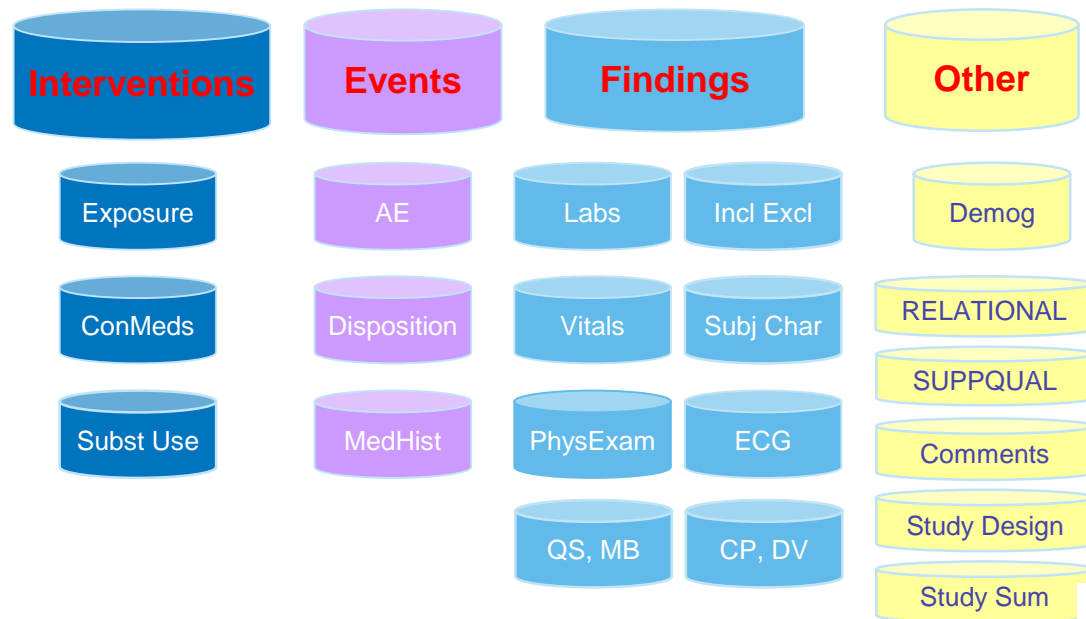 Interventions
Events
Findings
Other
Exposure
AE
Labs
Incl Excl
Demog
ConMeds
Disposition
Vitals
Subj Char
RELATIONAL
SUPPQUAL
Subst Use
MedHist
PhysExam
ECG
Comments
QS, MB
CP, DV
Study Design
Study Sum